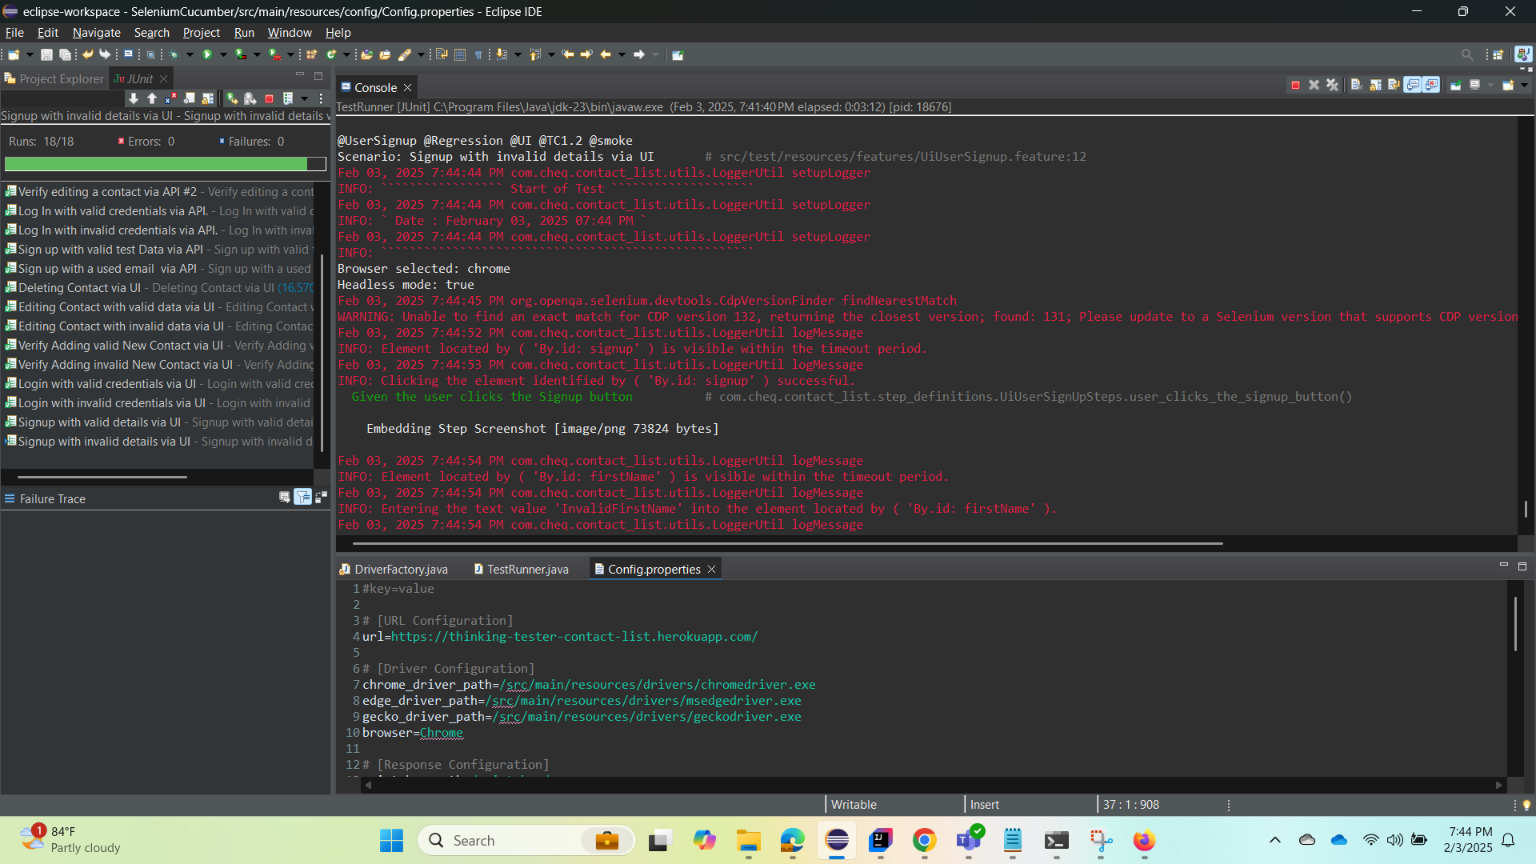 eclipse-workspace - SeleniumCucumber/src/main/resources/config/Config.properties - Eclipse IDE
File Edit Navigate Search Project Run Window Help
Project Explorer JUnit
Signup with invalid details via UI - Signup with invalid details v
Runs: 18/18 Errors: 0 Failures: 0
Verify editing a contact via API #2 - Verify editing a cont
Log In with valid credentials via API. - Log In with valid c
Log In with invalid credentials via API. - Log In with inva
Sign up with valid test Data via API - Sign up with valid
Sign up with a used email via API - Sign up with a used
Deleting Contact via UI - Deleting Contact via UI (16.570
Editing Contact with valid data via UI - Editing Contact v
Editing Contact with invalid data via UI - Editing Contac
Verify Adding valid New Contact via UI - Verify Adding v
Verify Adding invalid New Contact via UI - Verify Adding
Login with valid credentials via UI - Login with valid cred
Login with invalid credentials via UI - Login with invalid
Signup with valid details via UI - Signup with valid detai
Signup with invalid details via UI - Signup with invalid d
Failure Trace
Console
TestRunner [JUnit] C:\Program Files\Java\jdk-23\bin\javaw.exe (Feb 3, 2025, 7:41:40 PM elapsed: 0:03:12) [pid: 18676]
@UserSignup @Regression @UI @TC1.2 @smoke
Scenario: Signup with invalid details via UI # src/test/resources/features/UiUserSignup.feature:12
Feb 03, 2025 7:44:44 PM com.cheq.contact_list.utils.LoggerUtil setupLogger
INFO: ````````````````` Start of Test ````````````````````
Feb 03, 2025 7:44:44 PM com.cheq.contact_list.utils.LoggerUtil setupLogger
INFO: ` Date : February 03, 2025 07:44 PM `
Feb 03, 2025 7:44:44 PM com.cheq.contact_list.utils.LoggerUtil setupLogger
INFO: ````````````````````````````````````````````````````
Browser selected: chrome
Headless mode: true
Feb 03, 2025 7:44:45 PM org.openqa.selenium.devtools.CdpVersionFinder findNearestMatch
WARNING: Unable to find an exact match for CDP version 132, returning the closest version; found: 131; Please update to a Selenium version that supports CDP version
Feb 03, 2025 7:44:52 PM com.cheq.contact_list.utils.LoggerUtil logMessage
INFO: Element located by ( 'By.id: signup' ) is visible within the timeout period.
Feb 03, 2025 7:44:53 PM com.cheq.contact_list.utils.LoggerUtil logMessage
INFO: Clicking the element identified by ( 'By.id: signup' ) successful.
Given the user clicks the Signup button # com.cheq.contact_list.step_definitions.UiUserSignUpSteps.user_clicks_the_signup_button()
Embedding Step Screenshot [image/png 73824 bytes]
Feb 03, 2025 7:44:54 PM com.cheq.contact_list.utils.LoggerUtil logMessage
INFO: Element located by ( 'By.id: firstName' ) is visible within the timeout period.
Feb 03, 2025 7:44:54 PM com.cheq.contact_list.utils.LoggerUtil logMessage
INFO: Entering the text value 'InvalidFirstName' into the element located by ( 'By.id: firstName' ).
Feb 03, 2025 7:44:54 PM com.cheq.contact_list.utils.LoggerUtil logMessage
DriverFactory.java TestRunner.java Config.properties
1 #key=value
2
3 # [URL Configuration]
4 url=https://thinking-tester-contact-list.herokuapp.com/
5
6 # [Driver Configuration]
7 chrome_driver_path=/src/main/resources/drivers/chromedriver.exe
8 edge_driver_path=/src/main/resources/drivers/msedgedriver.exe
9 gecko_driver_path=/src/main/resources/drivers/geckodriver.exe
10 browser=Chrome
11
12 # [Response Configuration]
Writable Insert 37 : 1 : 908
1 84°F
Partly cloudy
Search
7:44 PM
2/3/2025